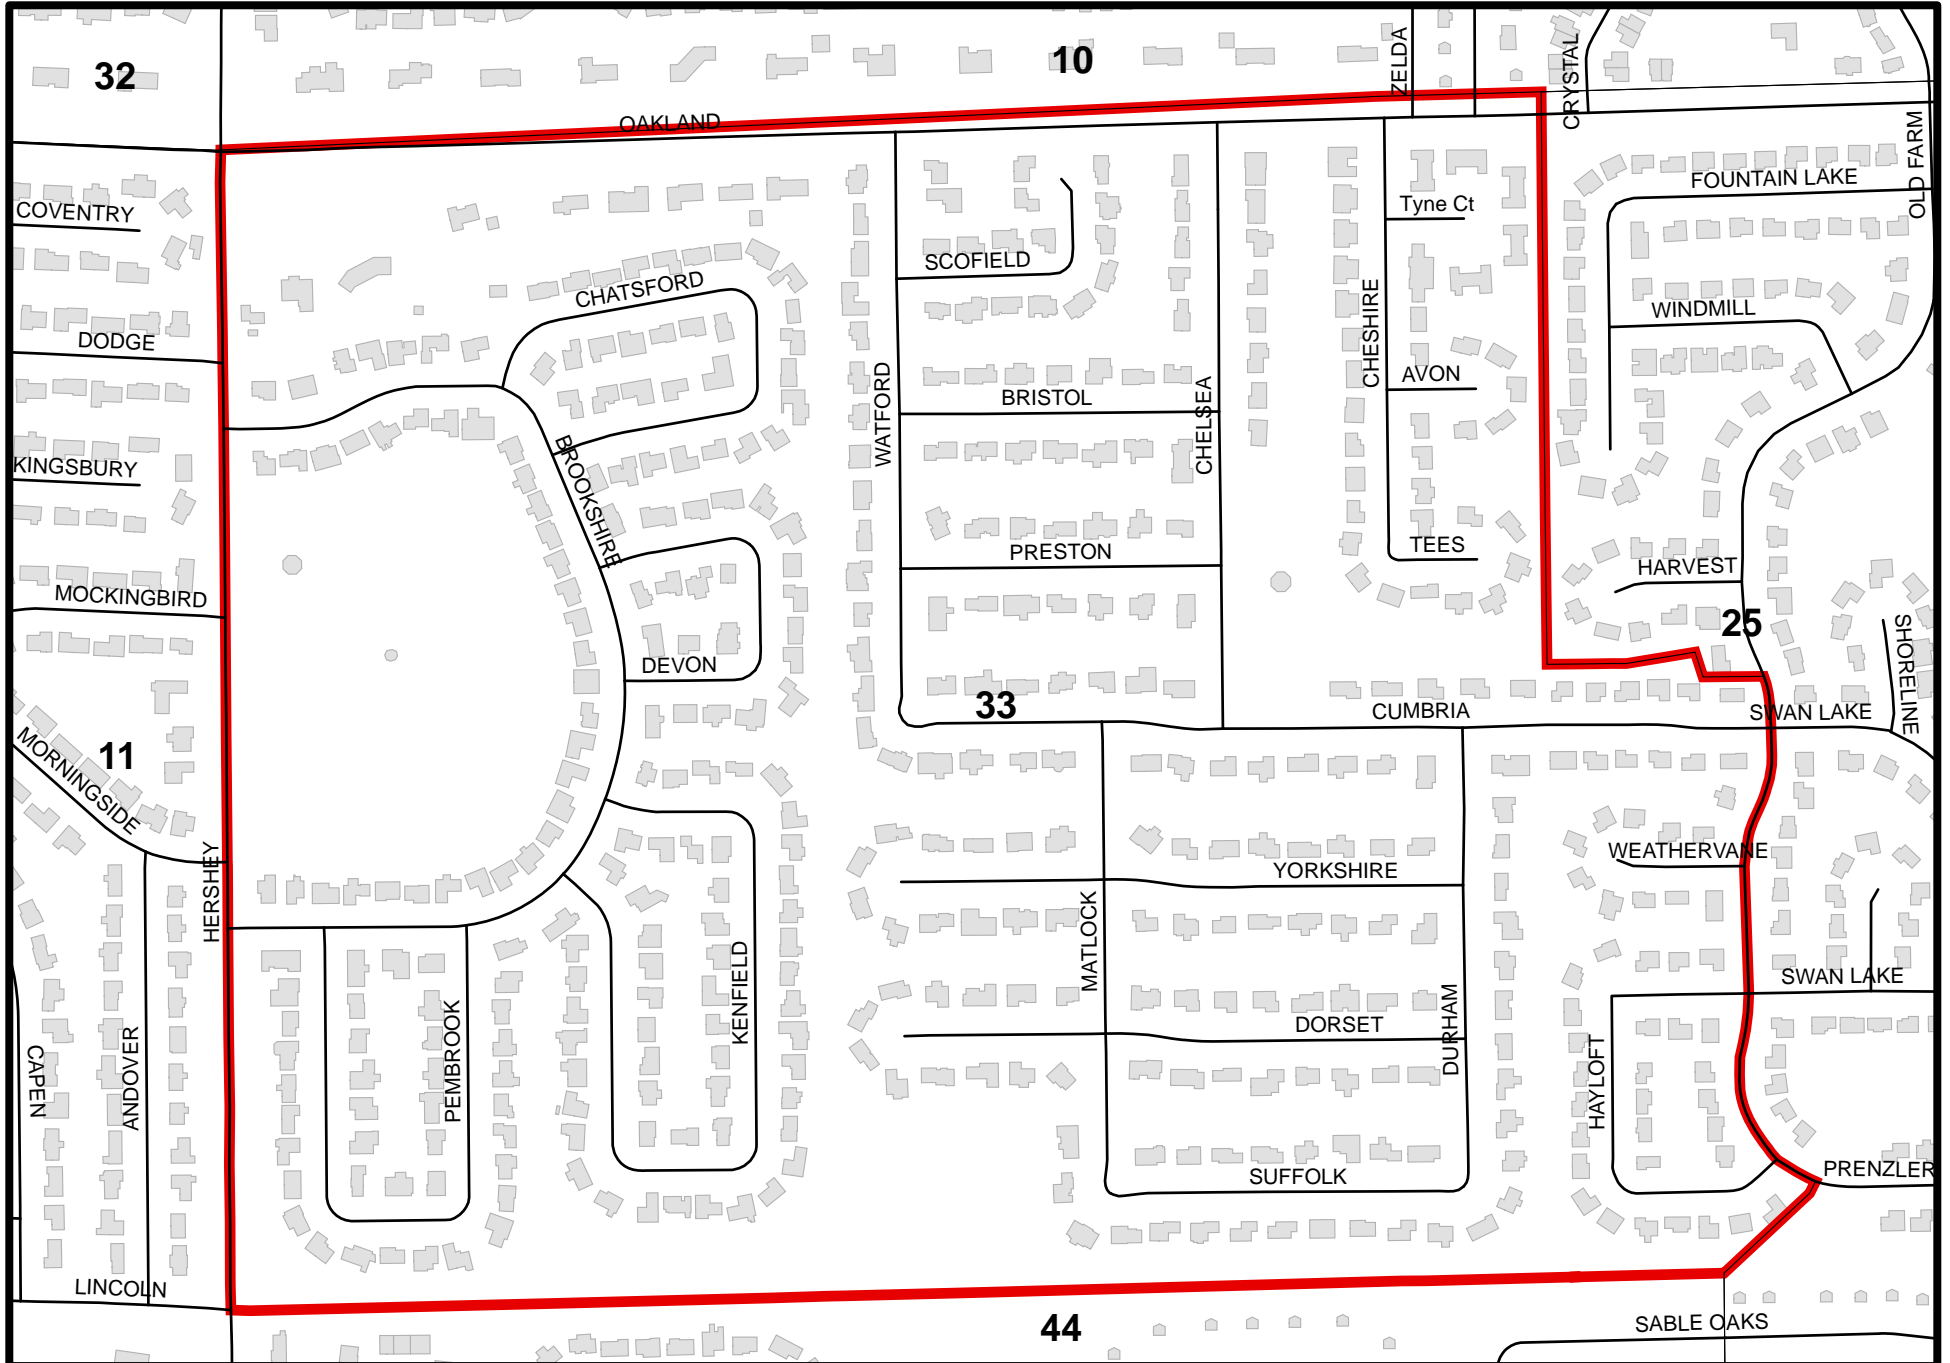 32
10
ZELDA
CRYSTAL
OAKLAND
OLD FARM
FOUNTAIN LAKE
COVENTRY
Tyne Ct
SCOFIELD
CHATSFORD
WINDMILL
CHESHIRE
DODGE
AVON
WATFORD
BRISTOL
CHELSEA
BROOKSHIRE
KINGSBURY
PRESTON
TEES
HARVEST
MOCKINGBIRD
25
SHORELINE
DEVON
33
CUMBRIA
SWAN LAKE
11
MORNINGSIDE
HERSHEY
YORKSHIRE
WEATHERVANE
MATLOCK
KENFIELD
SWAN LAKE
DORSET
DURHAM
HAYLOFT
CAPEN
ANDOVER
PEMBROOK
SUFFOLK
PRENZLER
LINCOLN
44
SABLE OAKS